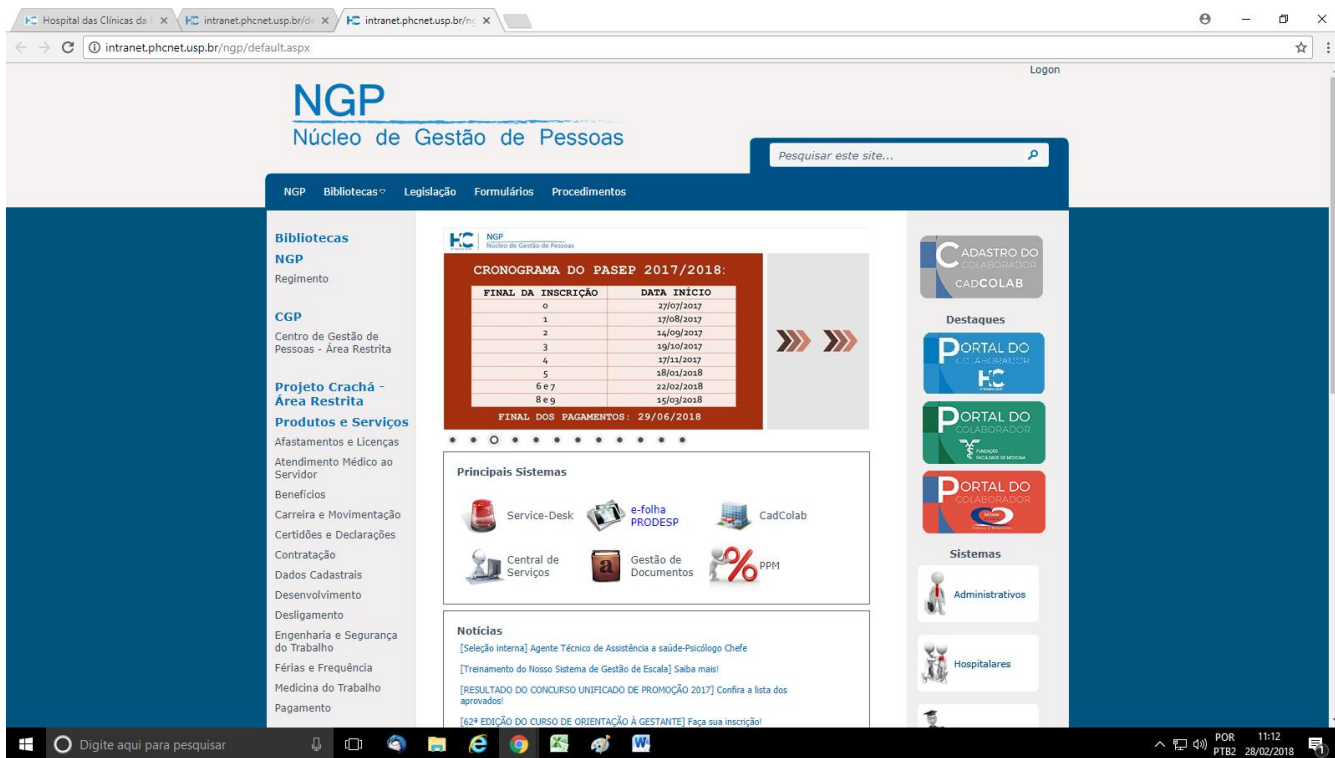 Hospital das Clínicas da
intranet.phcnet.usp.br/d
intranet.phcnet.usp.br/ng
intranet.phcnet.usp.br/ngp/default.aspx
Logon
NGP
Núcleo de Gestão de Pessoas
Pesquisar este site...
NGP Bibliotecas Legislação Formulários Procedimentos
Bibliotecas
NGP
Regimento
CGP
Centro de Gestão de
Pessoas - Área Restrita
Projeto Crachá -
Área Restrita
Produtos e Serviços
Afastamentos e Licenças
Atendimento Médico ao
Servidor
Benefícios
Carreira e Movimentação
Certidões e Declarações
Contratação
Dados Cadastrais
Desenvolvimento
Desligamento
Engenharia e Segurança
do Trabalho
Férias e Frequência
Medicina do Trabalho
Pagamento
HC NGP
Núcleo de Gestão de Pessoas
CRONOGRAMA DO PASEP 2017/2018:
FINAL DA INSCRIÇÃO DATA INÍCIO
0 27/07/2017
1 17/08/2017
2 14/09/2017
3 19/10/2017
4 17/11/2017
5 18/01/2018
6 e 7 22/02/2018
8 e 9 15/03/2018
FINAL DOS PAGAMENTOS: 29/06/2018
Principais Sistemas
Service-Desk
e-folha
PRODESP
CadColab
Central de
Serviços
a
Gestão de
Documentos
%
PPM
Notícias
[Seleção interna] Agente Técnico de Assistência a saúde-Psicólogo Chefe
[Treinamento do Nosso Sistema de Gestão de Escala] Saiba mais!
[RESULTADO DO CONCURSO UNIFICADO DE PROMOÇÃO 2017] Confira a lista dos
aprovados!
[62ª EDIÇÃO DO CURSO DE ORIENTAÇÃO À GESTANTE] Faça sua inscrição!
CADASTRO DO
COLABORADOR
CADCOLAB
Destaques
PORTAL DO
COLABORADOR
HC
PORTAL DO
COLABORADOR
FUNDAÇÃO
FACULDADE DE MEDICINA
PORTAL DO
COLABORADOR
Sistemas
Administrativos
Hospitalares
Digite aqui para pesquisar
POR
PTB2
11:12
28/02/2018